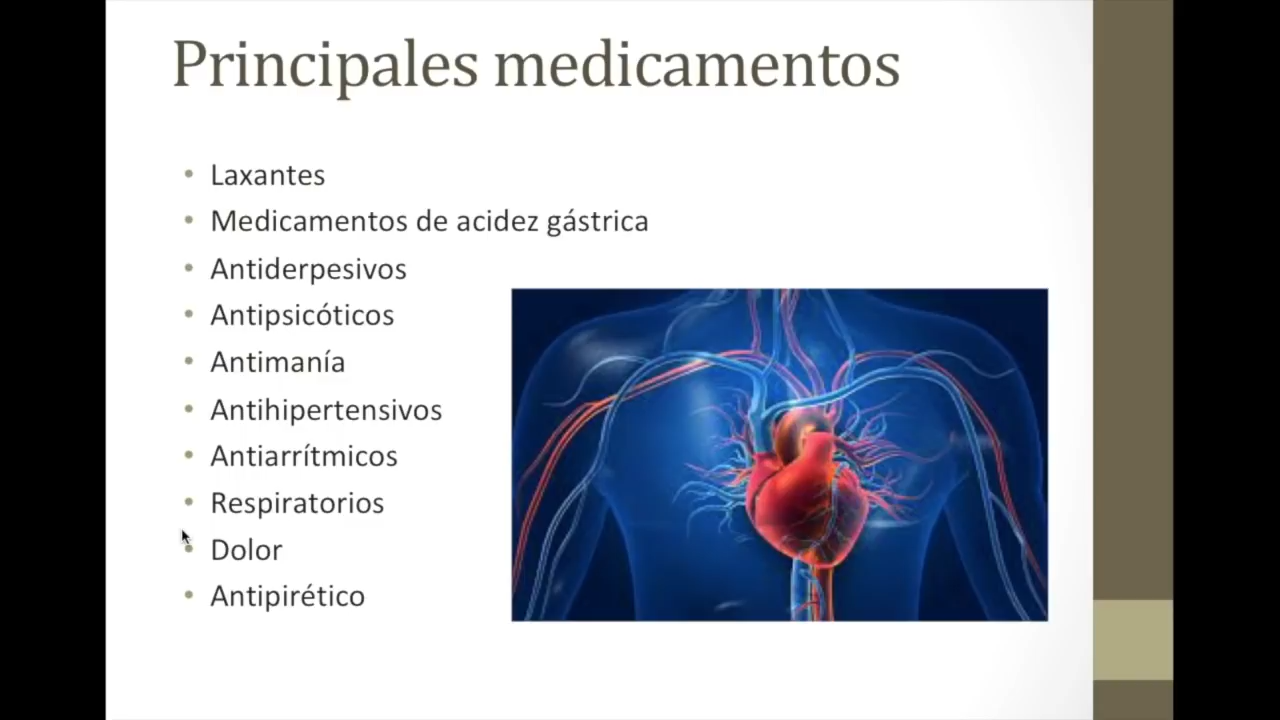 Principales medicamentos
• Laxantes
• Medicamentos de acidez gástrica
• Antiderpesivos
• Antipsicóticos
• Antimanía
• Antihipertensivos
• Antiarrítmicos
• Respiratorios
• Dolor
• Antipirético